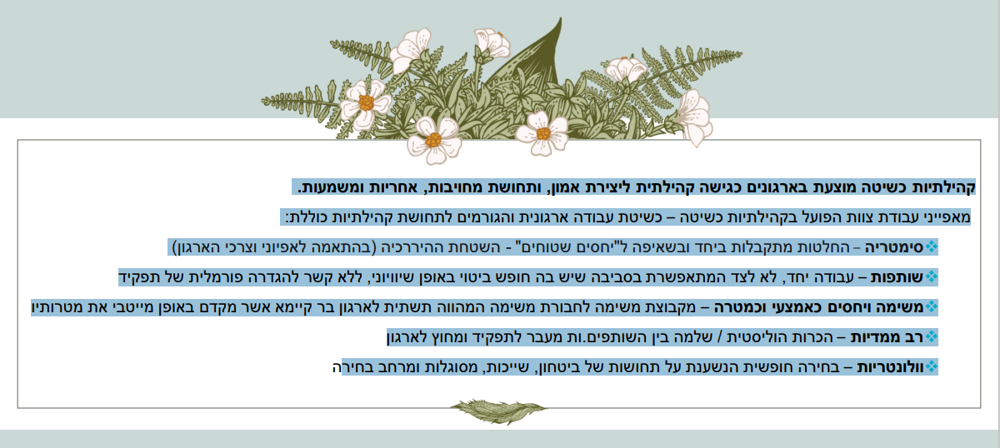 קהילתיות כשיטה מוצעת בארגונים כגישה קהילתית ליצירת אמון, ותחושת מחויבות, אחריות ומשמעות.
מאפייני עבודת צוות הפועל בקהילתיות כשיטה – כשיטת עבודה ארגונית והגורמים לתחושת קהילתיות כוללת:
❖סימטריה – החלטות מתקבלות ביחד ובשאיפה ל"יחסים שטוחים" - השטחת ההיררכיה (בהתאמה לאפיוני וצרכי הארגון)
❖שותפות – עבודה יחד, לא לצד המתאפשרת בסביבה שיש בה חופש ביטוי באופן שיוויוני, ללא קשר להגדרה פורמלית של תפקיד
❖משימה ויחסים כאמצעי וכמטרה – מקבוצת משימה לחבורת משימה המהווה תשתית לארגון בר קיימא אשר מקדם באופן מייטבי את מטרותיו
❖רב ממדיות – הכרות הוליסטית / שלמה בין השותפים.ות מעבר לתפקיד ומחוץ לארגון
❖וולונטריות – בחירה חופשית הנשענת על תחושות של ביטחון, שייכות, מסוגלות ומרחב בחירה